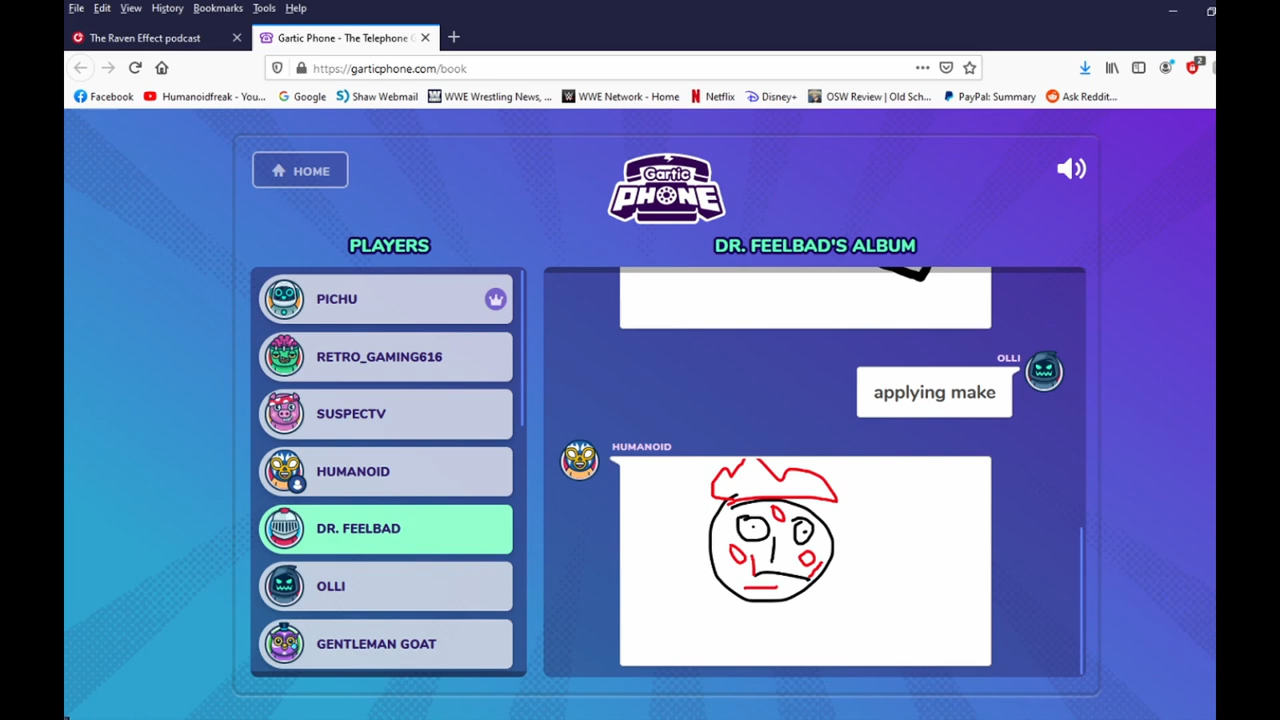 File Edit View History Bookmarks Tools Help
The Raven Effect podcast
Gartic Phone - The Telephone G
https://garticphone.com/book
2
Facebook
Humanoidfreak - You...
Google
Shaw Webmail
WWE Wrestling News, ...
WWE Network - Home
Netflix
Disney+
OSW Review | Old Sch...
PayPal: Summary
Ask Reddit...
HOME
Gartic
PHONE
PLAYERS
DR. FEELBAD'S ALBUM
PICHU
RETRO_GAMING616
SUSPECTV
HUMANOID
DR. FEELBAD
OLLI
GENTLEMAN GOAT
OLLI
applying make
HUMANOID